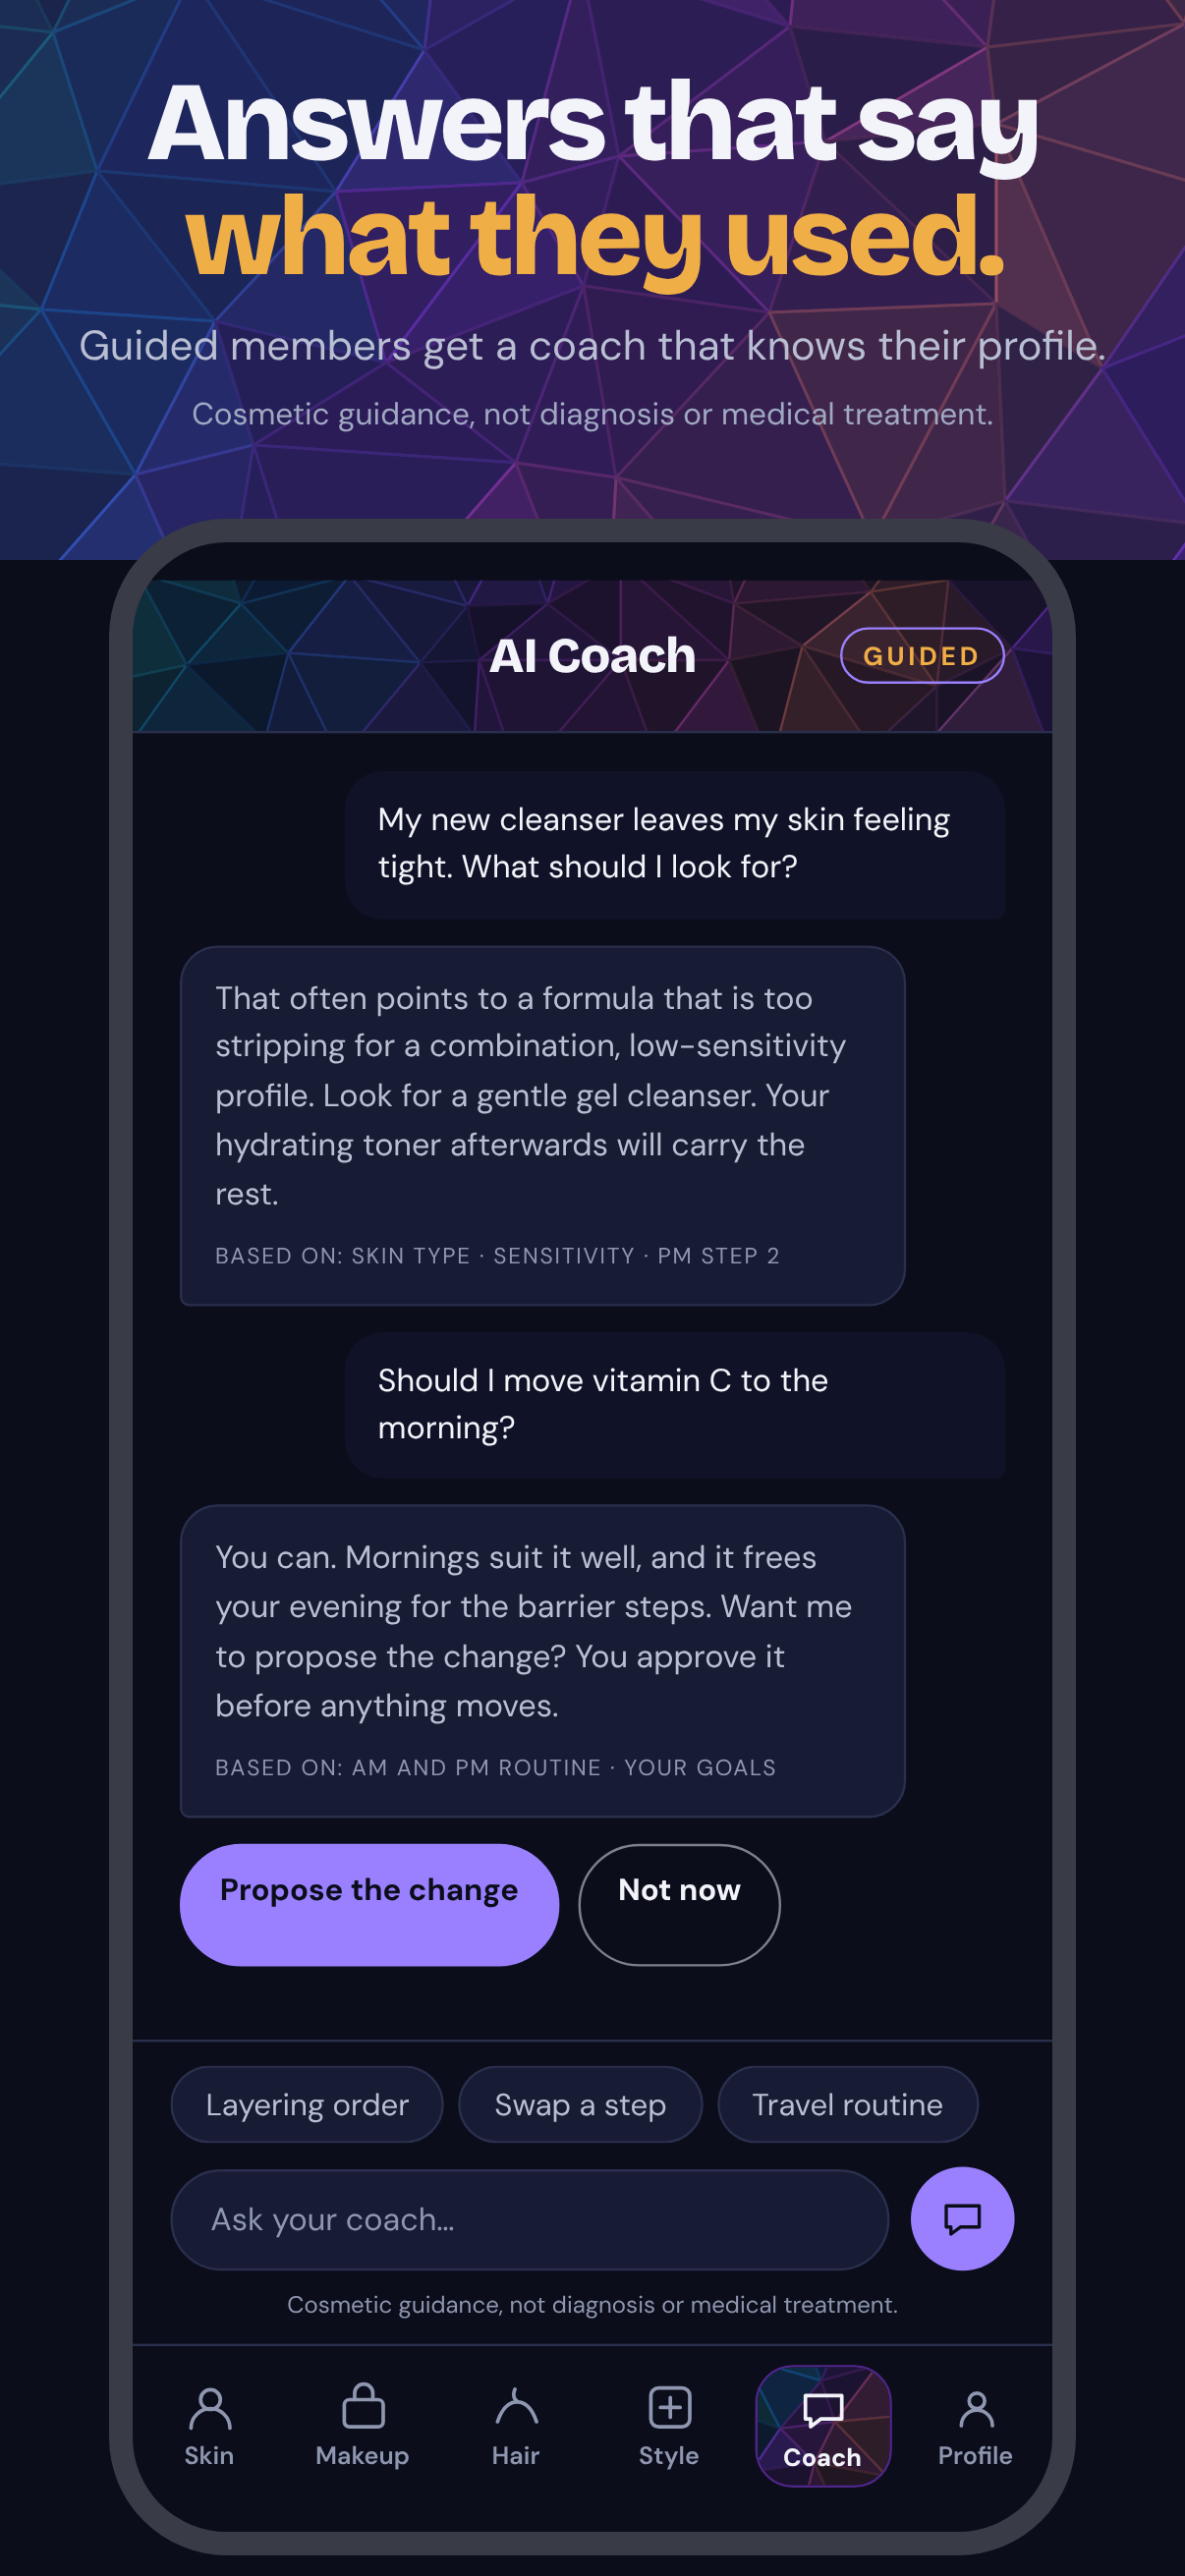 Answers that say
what they used.
Guided members get a coach that knows their profile.
Cosmetic guidance, not diagnosis or medical treatment.
AI Coach
GUIDED
My new cleanser leaves my skin feeling
tight. What should I look for?
That often points to a formula that is too
stripping for a combination, low-sensitivity
profile. Look for a gentle gel cleanser. Your
hydrating toner afterwards will carry the
rest.
BASED ON: SKIN TYPE · SENSITIVITY · PM STEP 2
Should I move vitamin C to the
morning?
You can. Mornings suit it well, and it frees
your evening for the barrier steps. Want me
to propose the change? You approve it
before anything moves.
BASED ON: AM AND PM ROUTINE · YOUR GOALS
Propose the change
Not now
Layering order
Swap a step
Travel routine
Ask your coach…
Cosmetic guidance, not diagnosis or medical treatment.
Skin
Makeup
Hair
Style
Coach
Profile